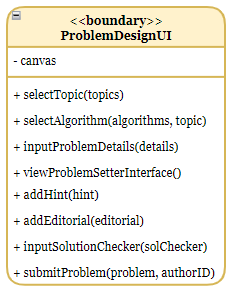 <<boundary>>
ProblemDesignUI
- canvas
+ selectTopic(topics)
+ selectAlgorithm(algorithms, topic)
+ inputProblemDetails(details)
+ viewProblemSetterInterface()
+ addHint(hint)
+ addEditorial(editorial)
+ inputSolutionChecker(solChecker)
+ submitProblem(problem, authorID)